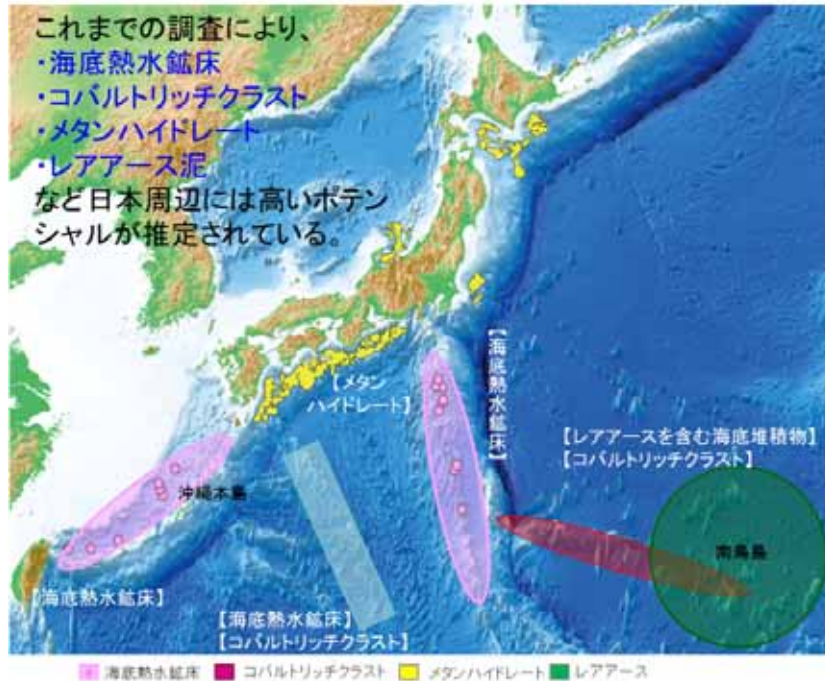 これまでの調査により、
・海底熱水鉱床
・コバルトリッチクラスト
・メタンハイドレート
・レアアース泥
など日本周辺には高いポテン
シャルが推定されている。
【海底熱水鉱床】
【メタン
ハイドレート】
【レアアースを含む海底堆積物】
【コバルトリッチクラスト】
沖縄本島
南鳥島
【海底熱水鉱床】
【海底熱水鉱床】
【コバルトリッチクラスト】
海底熱水鉱床
コバルトリッチクラスト
メタンハイドレート
レアアース